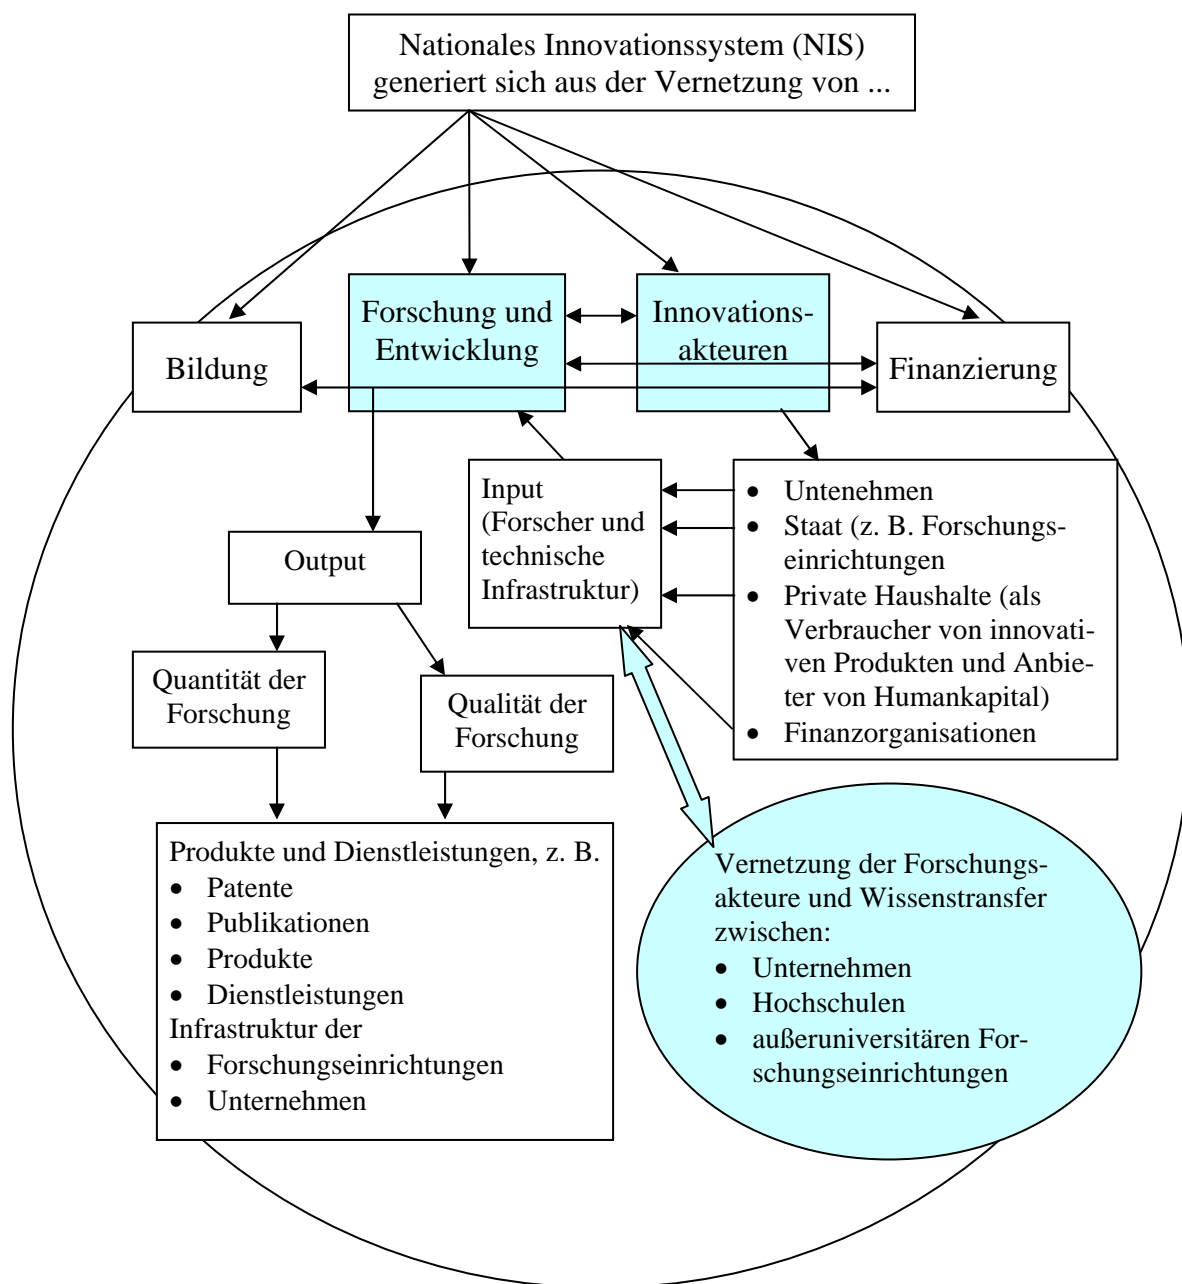 Nationales Innovationssystem (NIS)
generiert sich aus der Vernetzung von ...
Bildung
Forschung und
Entwicklung
Innovations-
akteuren
Finanzierung
Input
(Forscher und
technische
Infrastruktur)
• Untenehmen
• Staat (z. B. Forschungs-
einrichtungen
• Private Haushalte (als
Verbraucher von innovati-
ven Produkten und Anbie-
ter von Humankapital)
• Finanzorganisationen
Output
Quantität der
Forschung
Qualität der
Forschung
Produkte und Dienstleistungen, z. B.
• Patente
• Publikationen
• Produkte
• Dienstleistungen
Infrastruktur der
• Forschungseinrichtungen
• Unternehmen
Vernetzung der Forschungs-
akteure und Wissenstransfer
zwischen:
• Unternehmen
• Hochschulen
• außeruniversitären For-
schungseinrichtungen